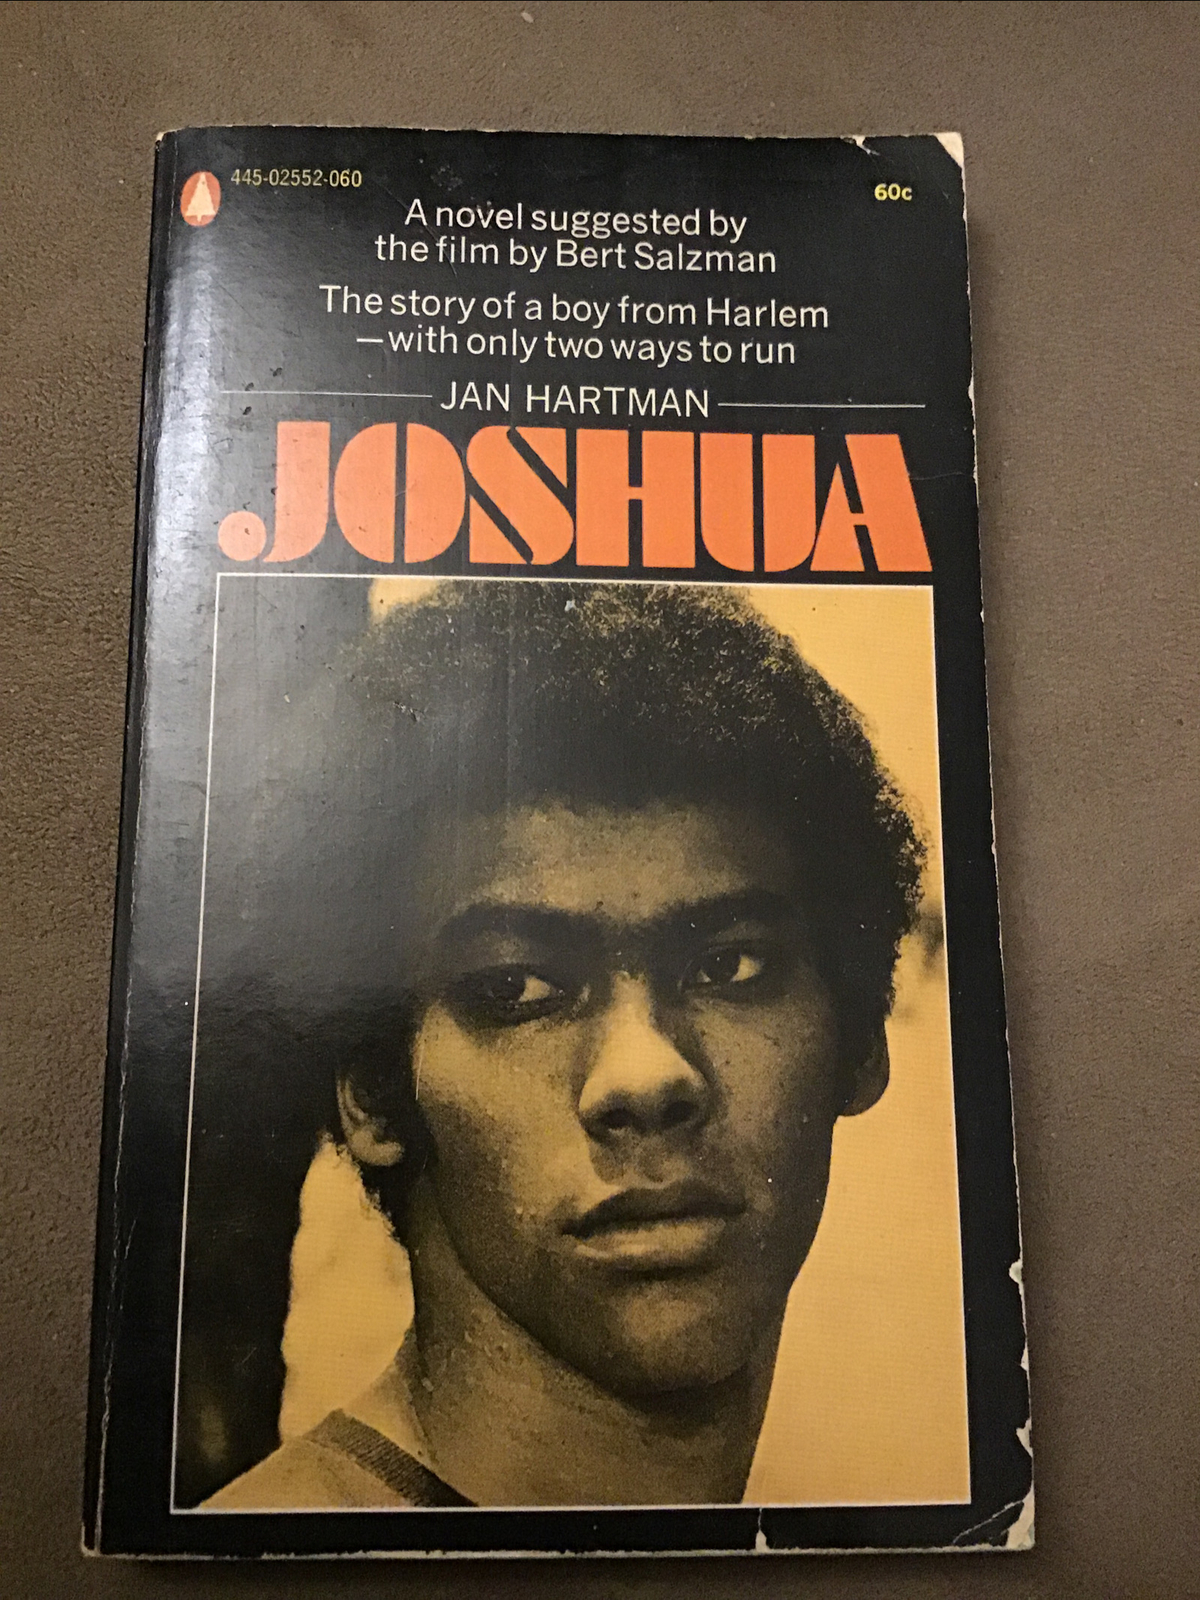 445-02552-060
60c
A novel suggested by
the film by Bert Salzman
The story of a boy from Harlem
—with only two ways to run
JAN HARTMAN
JOSHUA